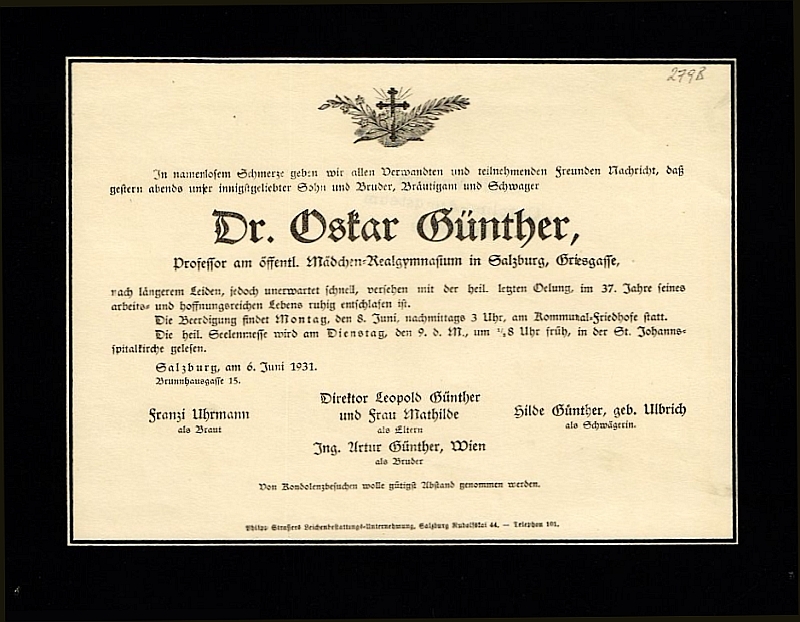 279B
In namenlosem Schmerze geben wir allen Verwandten und teilnehmenden Freunden Nachricht, daß
gestern abends unser innigstgeliebter Sohn und Bruder, Bräutigam und Schwager
Dr. Oskar Günther,
Professor am öffentl. Mädchen-Realgymnasium in Salzburg, Griesgasse,
nach längerem Leiden, jedoch unerwartet schnell, versehen mit der heil. letzten Oelung, im 37. Jahre seines
arbeits- und hoffnungsreichen Lebens ruhig entschlafen ist.
Die Beerdigung findet Montag, den 8. Juni, nachmittags 3 Uhr, am Kommunal-Friedhofe statt.
Die heil. Seelenmesse wird am Dienstag, den 9. d. M., um ½8 Uhr früh, in der St. Johanns-
spitalkirche gelesen.
Salzburg, am 6. Juni 1931.
Brunnhausgasse 15.
Direktor Leopold Günther
Franzi Uhrmann und Frau Mathilde Hilde Günther, geb. Ulbrich
als Braut als Eltern als Schwägerin.
Ing. Artur Günther, Wien
als Bruder
Von Kondolenzbesuchen wolle gütigst Abstand genommen werden.
Philipp Straßers Leichenbestattungs-Unternehmung, Salzburg Rudolfskai 44. — Telephon 101.